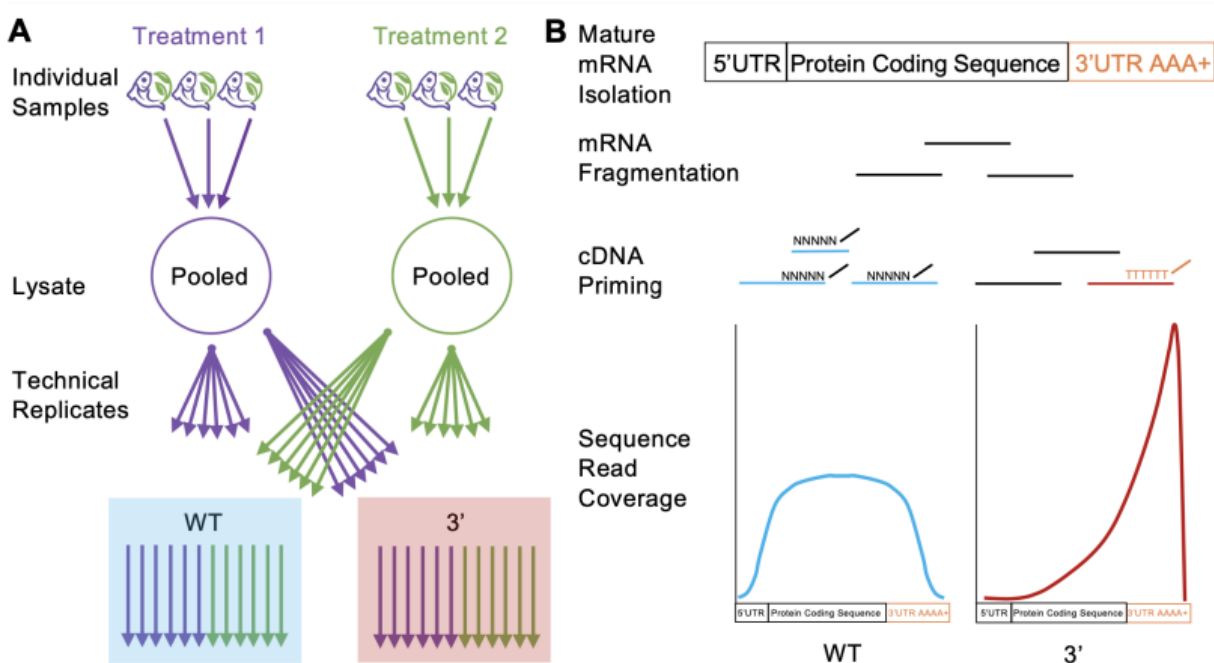 A
Treatment 1
Treatment 2
Individual
Samples
Pooled
Pooled
Lysate
Technical
Replicates
WT
3’
B
Mature
mRNA
Isolation
5'UTR Protein Coding Sequence 3'UTR AAA+
mRNA
Fragmentation
cDNA
Priming
NNNNN
NNNNN
NNNNN
TTTTTT
Sequence
Read
Coverage
5'UTR Protein Coding Sequence 3'UTR AAAA+
5'UTR Protein Coding Sequence 3'UTR AAAA+
WT
3’